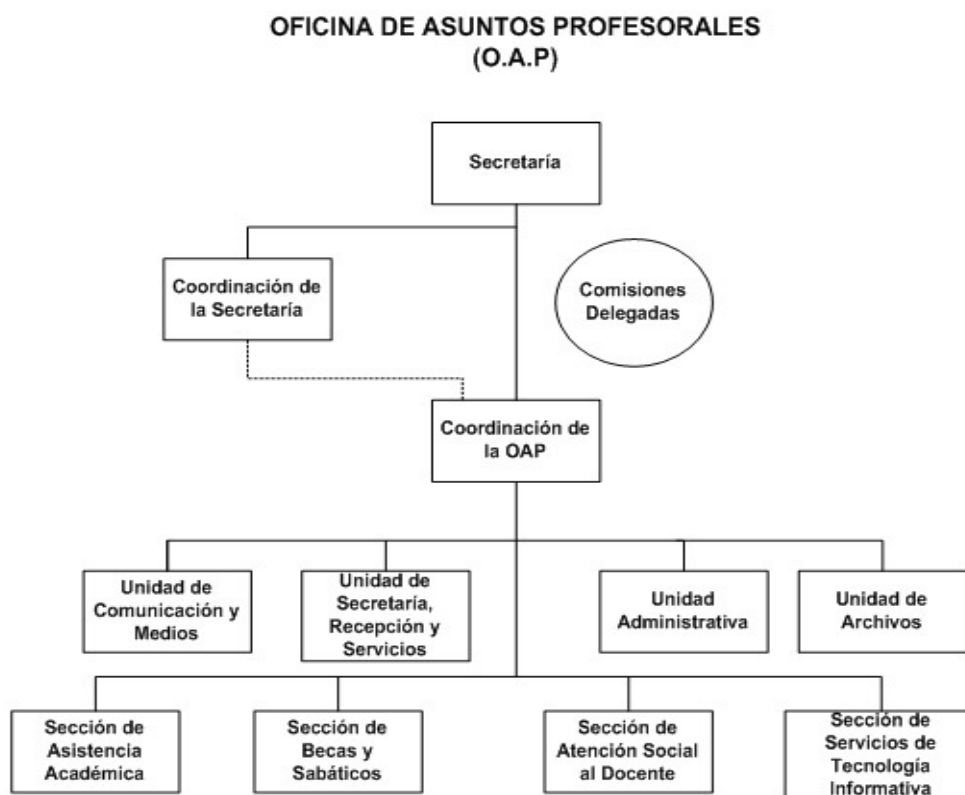 OFICINA DE ASUNTOS PROFESORALES
(O.A.P)
Secretaría
Coordinación de
la Secretaría
Comisiones
Delegadas
Coordinación de
la OAP
Unidad de
Comunicación y
Medios
Unidad de
Secretaría,
Recepción y
Servicios
Unidad
Administrativa
Unidad de
Archivos
Sección de
Asistencia
Académica
Sección de
Becas y
Sabáticos
Sección de
Atención Social
al Docente
Sección de
Servicios de
Tecnología
Informativa